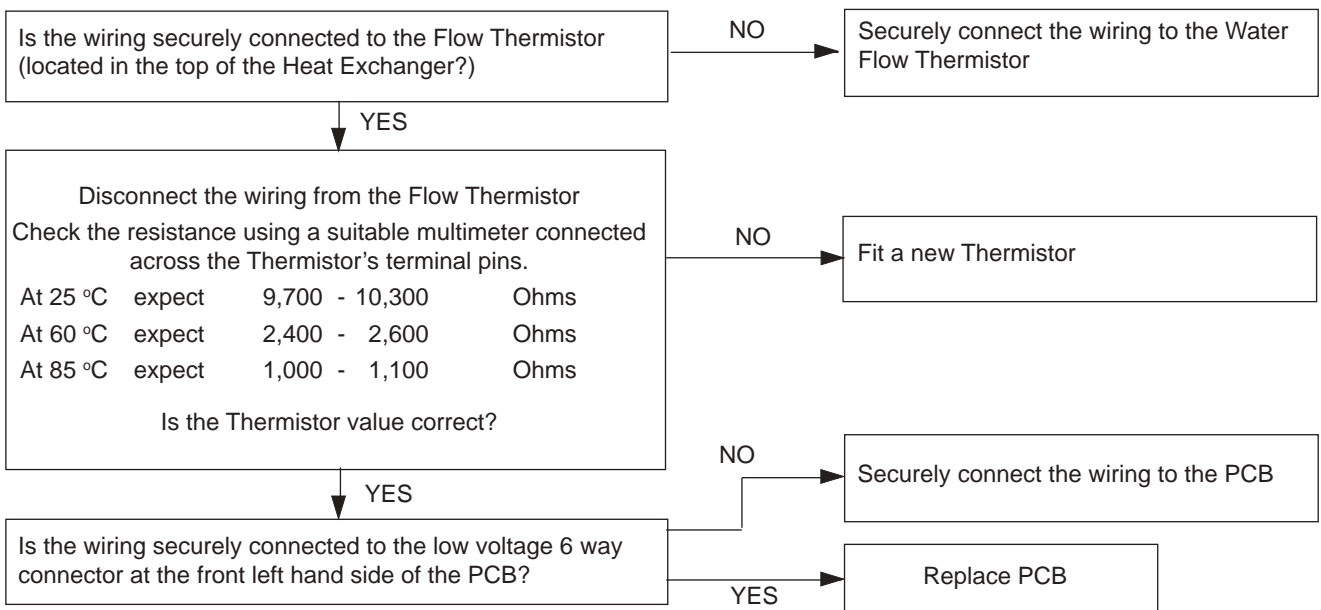 Is the wiring securely connected to the Flow Thermistor
(located in the top of the Heat Exchanger?)
NO
Securely connect the wiring to the Water
Flow Thermistor
YES
Disconnect the wiring from the Flow Thermistor
Check the resistance using a suitable multimeter connected
across the Thermistor's terminal pins.
At 25 °C expect 9,700 - 10,300 Ohms
At 60 °C expect 2,400 - 2,600 Ohms
At 85 °C expect 1,000 - 1,100 Ohms
Is the Thermistor value correct?
NO
Fit a new Thermistor
YES
Is the wiring securely connected to the low voltage 6 way
connector at the front left hand side of the PCB?
NO
Securely connect the wiring to the PCB
YES
Replace PCB